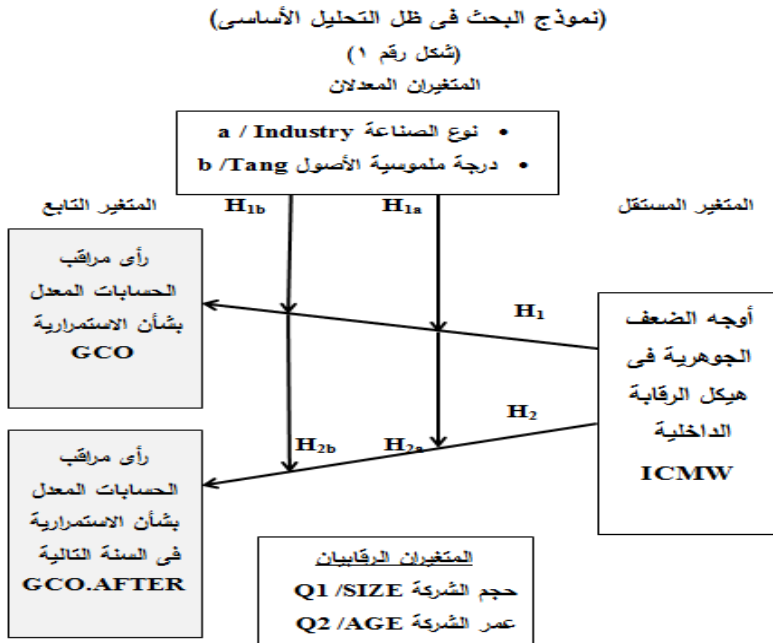 (نموذج البحث فى ظل التحليل الأساسى)
(شكل رقم ١)
المتغيران المعدلان
• نوع الصناعة a / Industry
• درجة ملموسية الأصول b /Tang
المتغير المستقل
المتغير التابع
H1a
H1b
أوجه الضعف
الجوهرية فى
هيكل الرقابة
الداخلية
ICMW
H1
H2
H2a
H2b
رأى مراقب
الحسابات المعدل
بشأن الاستمرارية
GCO
رأى مراقب
الحسابات المعدل
بشأن الاستمرارية
فى السنة التالية
GCO.AFTER
المتغيران الرقابيان
حجم الشركة Q1 /SIZE
عمر الشركة Q2 /AGE